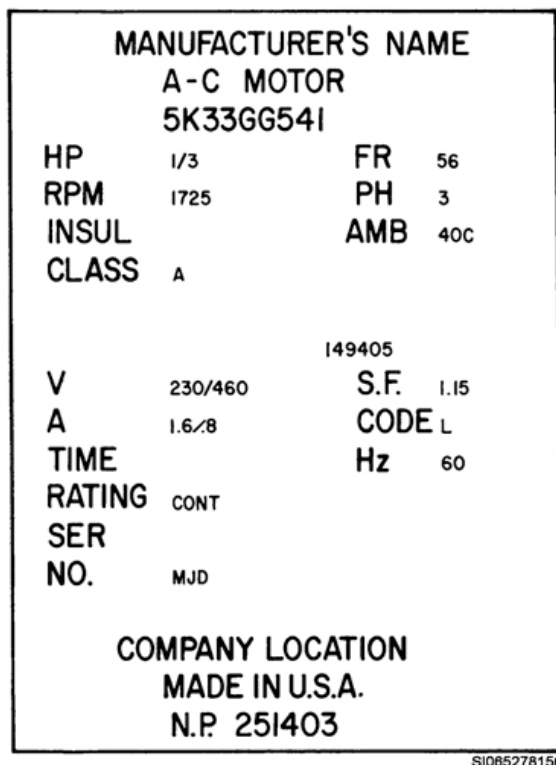 MANUFACTURER'S NAME
A-C MOTOR
5K33GG541
HP 1/3 FR 56
RPM 1725 PH 3
INSUL AMB 40C
CLASS A
149405
V 230/460 S.F. 1.15
A 1.6/.8 CODE L
TIME Hz 60
RATING CONT
SER
NO. MJD
COMPANY LOCATION
MADE IN U.S.A.
N.P. 251403